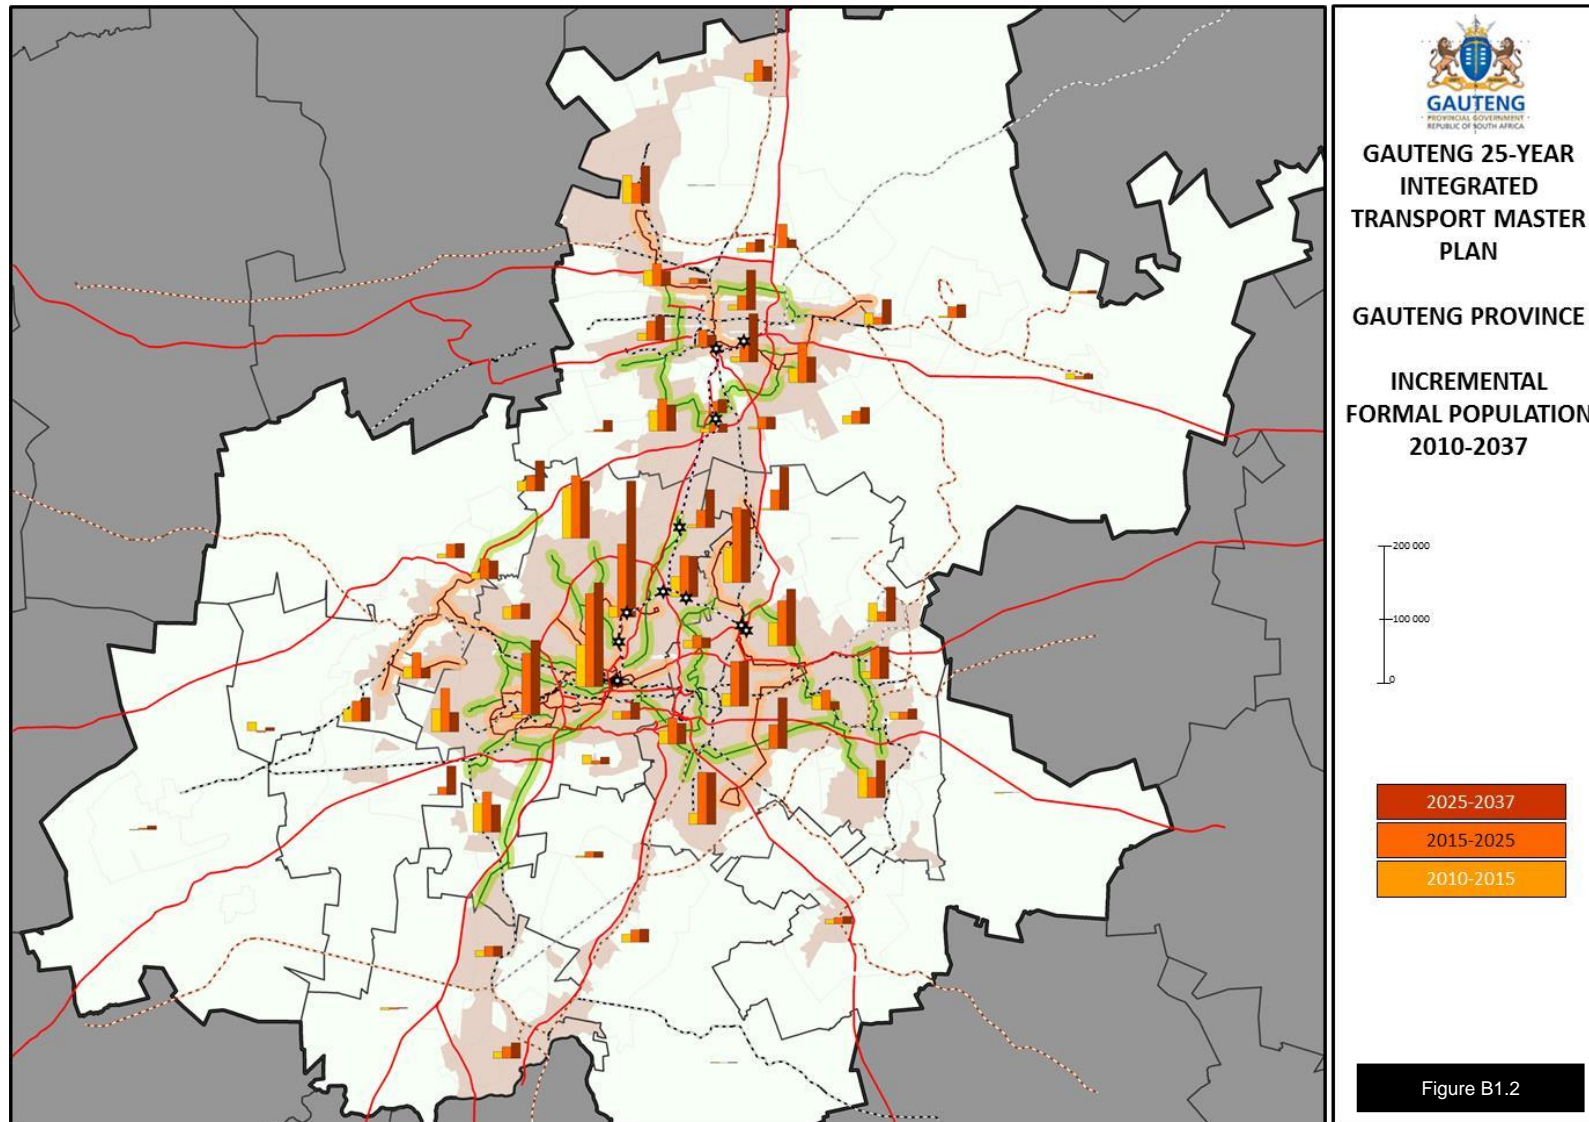 GAUTENG
PROVINCIAL GOVERNMENT
REPUBLIC OF SOUTH AFRICA
GAUTENG 25-YEAR
INTEGRATED
TRANSPORT MASTER
PLAN
GAUTENG PROVINCE
INCREMENTAL
FORMAL POPULATION
2010-2037
200 000
100 000
0
2025-2037
2015-2025
2010-2015
Figure B1.2